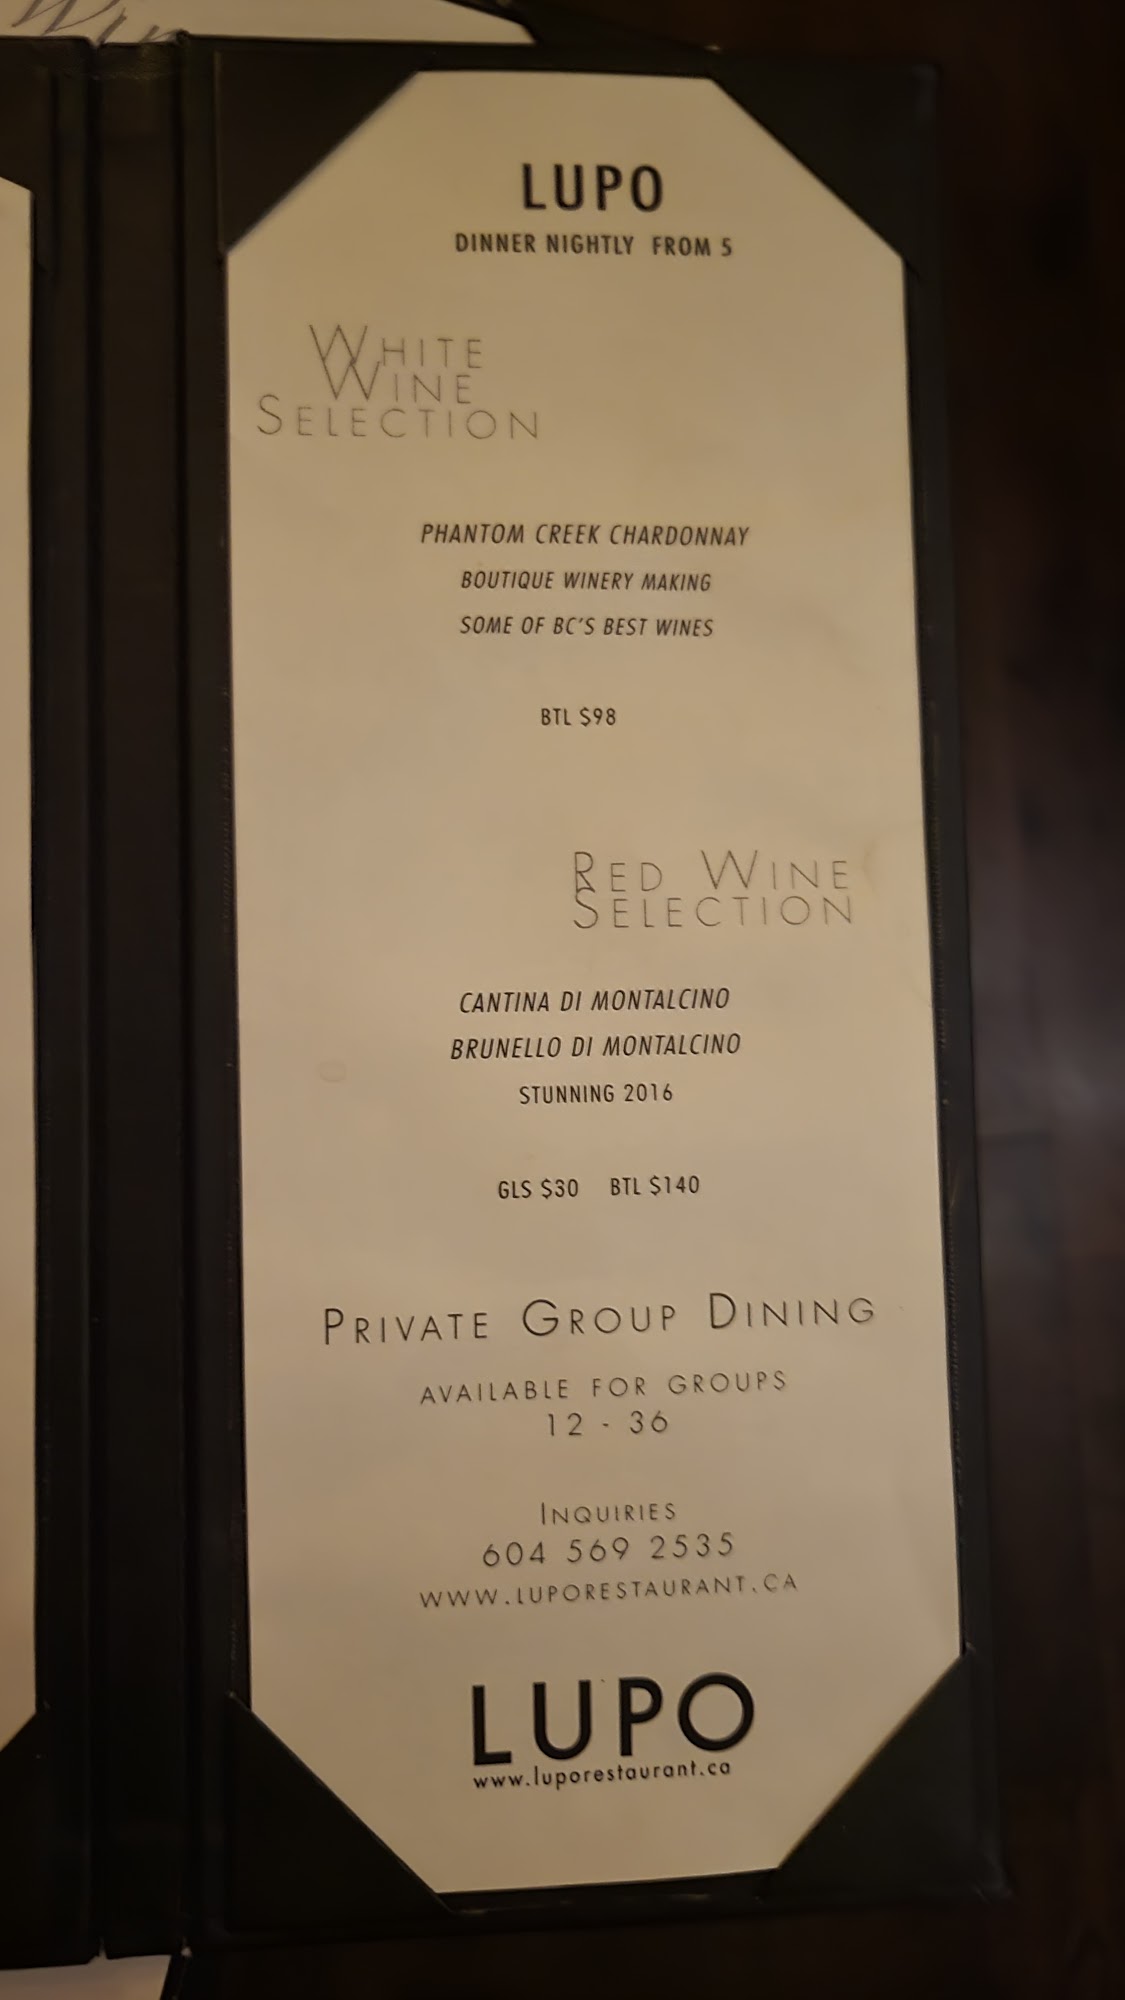 LUPO
DINNER NIGHTLY FROM 5
WHITE
WINE
SELECTION
PHANTOM CREEK CHARDONNAY
BOUTIQUE WINERY MAKING
SOME OF BC'S BEST WINES
BTL $98
RED WINE
SELECTION
CANTINA DI MONTALCINO
BRUNELLO DI MONTALCINO
STUNNING 2016
GLS $30 BTL $140
PRIVATE GROUP DINING
AVAILABLE FOR GROUPS
12 - 36
INQUIRIES
604 569 2535
WWW.LUPORESTAURANT.CA
LUPO
www.luporestaurant.ca